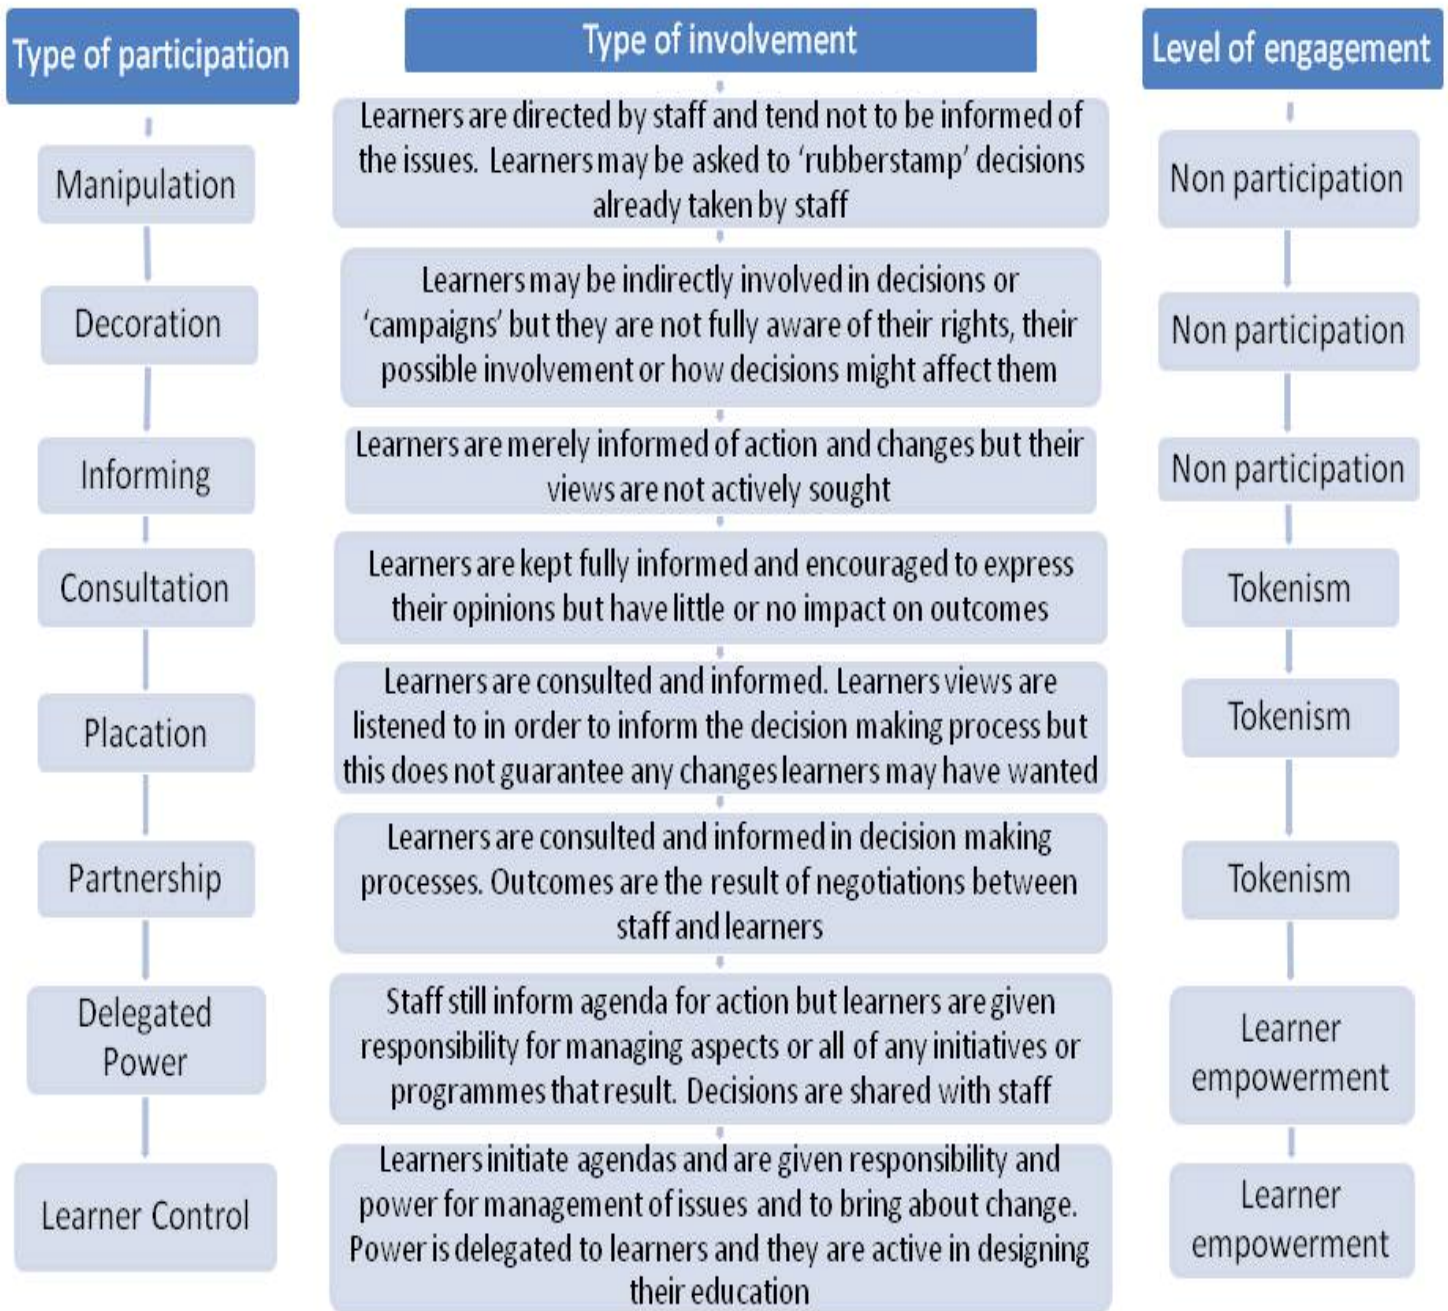 Type of participation
Type of involvement
Level of engagement
Manipulation
Learners are directed by staff and tend not to be informed of
the issues. Learners may be asked to ‘rubberstamp’ decisions
already taken by staff
Non participation
Decoration
Learners may be indirectly involved in decisions or
‘campaigns’ but they are not fully aware of their rights, their
possible involvement or how decisions might affect them
Non participation
Informing
Learners are merely informed of action and changes but their
views are not actively sought
Non participation
Consultation
Learners are kept fully informed and encouraged to express
their opinions but have little or no impact on outcomes
Tokenism
Placation
Learners are consulted and informed. Learners views are
listened to in order to inform the decision making process but
this does not guarantee any changes learners may have wanted
Tokenism
Partnership
Learners are consulted and informed in decision making
processes. Outcomes are the result of negotiations between
staff and learners
Tokenism
Delegated
Power
Staff still inform agenda for action but learners are given
responsibility for managing aspects or all of any initiatives or
programmes that result. Decisions are shared with staff
Learner
empowerment
Learner Control
Learners initiate agendas and are given responsibility and
power for management of issues and to bring about change.
Power is delegated to learners and they are active in designing
their education
Learner
empowerment